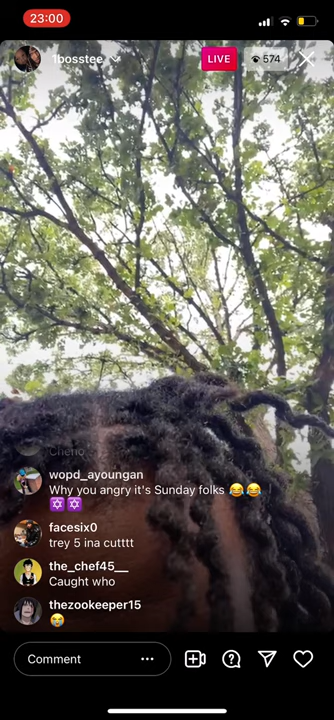 23:00
1bosstee
LIVE
574
Cheno
wopd_ayoungan
Why you angry it's Sunday folks 😂😂
🔯🔯
facesix0
trey 5 ina cutttt
the_chef45__
Caught who
thezookeeper15
😭
Comment